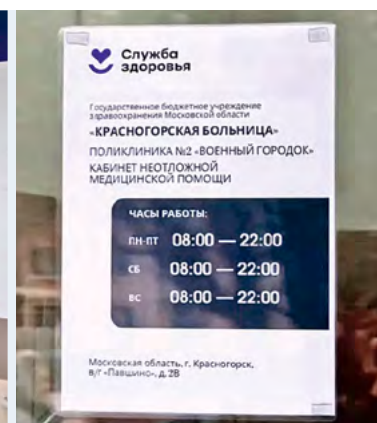 Служба
здоровья
Государственное бюджетное учреждение
здравоохранения Московской области
«КРАСНОГОРСКАЯ БОЛЬНИЦА»
ПОЛИКЛИНИКА №2 «ВОЕННЫЙ ГОРОДОК»
КАБИНЕТ НЕОТЛОЖНОЙ
МЕДИЦИНСКОЙ ПОМОЩИ
ЧАСЫ РАБОТЫ:
ПН-ПТ 08:00 — 22:00
СБ 08:00 — 22:00
ВС 08:00 — 22:00
Московская область, г. Красногорск,
в/г «Павшино», д. 2В